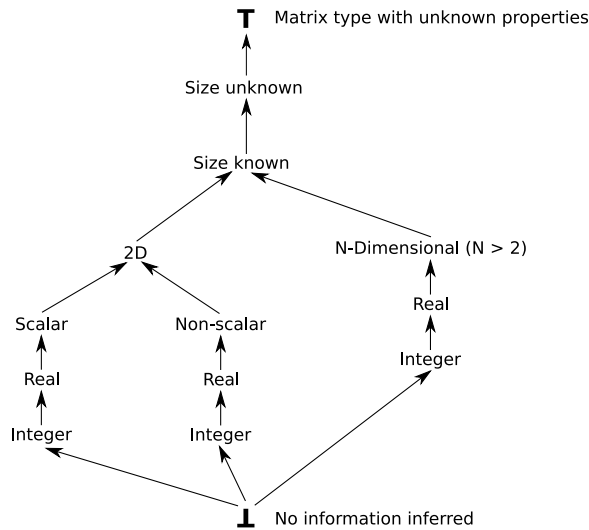 ⊤ Matrix type with unknown properties
Size unknown
Size known
2D
N-Dimensional (N > 2)
Scalar
Non-scalar
Real
Integer
Real
Real
Integer
Integer
⊥ No information inferred